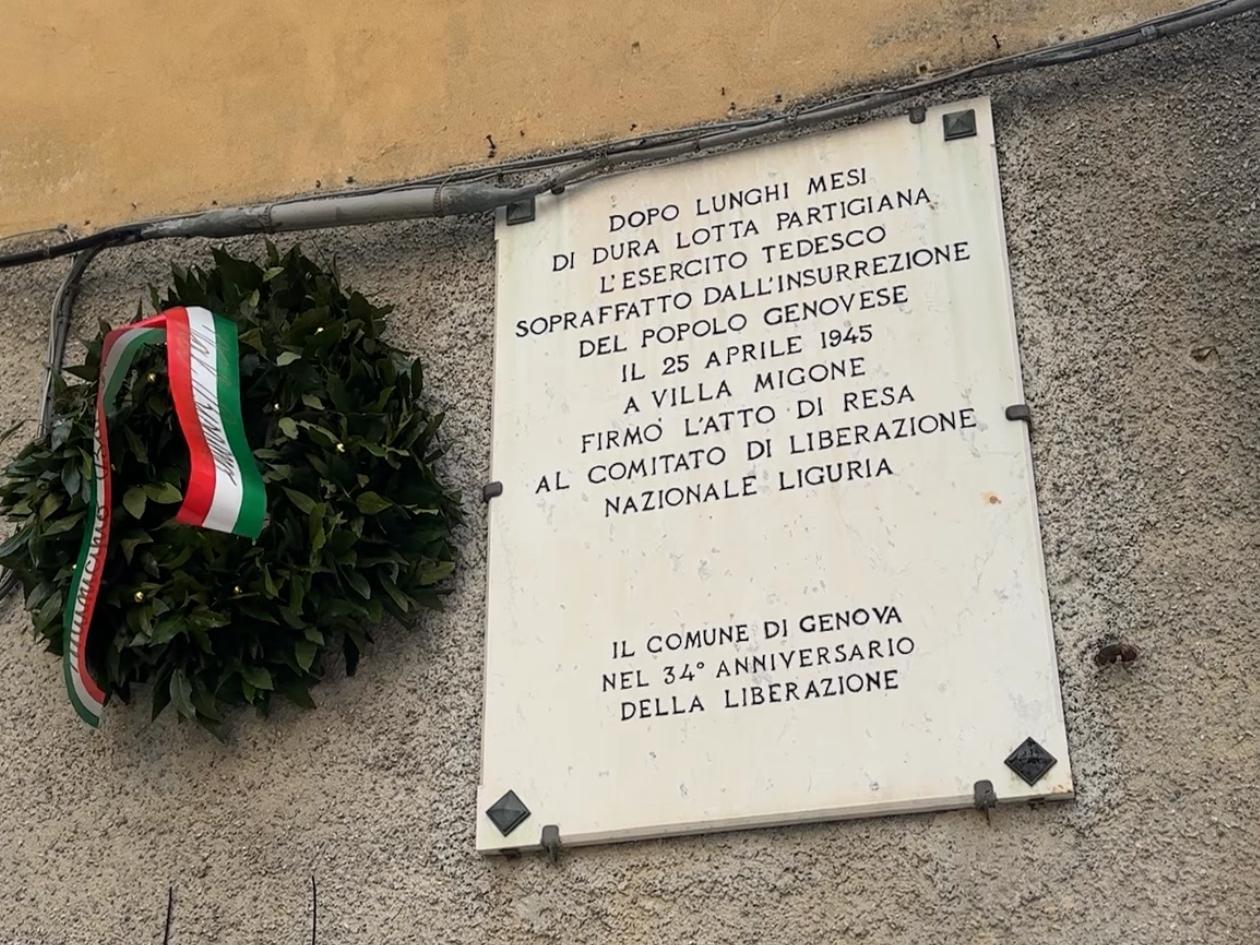 DOPO LUNGHI MESI
DI DURA LOTTA PARTIGIANA
L'ESERCITO TEDESCO
SOPRAFFATTO DALL'INSURREZIONE
DEL POPOLO GENOVESE
IL 25 APRILE 1945
A VILLA MIGONE
FIRMÒ L'ATTO DI RESA
AL COMITATO DI LIBERAZIONE
NAZIONALE LIGURIA
IL COMUNE DI GENOVA
NEL 34° ANNIVERSARIO
DELLA LIBERAZIONE